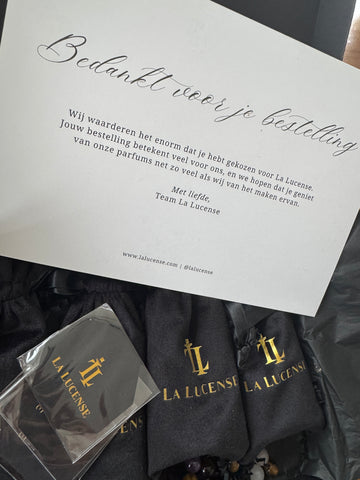 Bedankt voor je bestelling
Wij waarderen het enorm dat je hebt gekozen voor La Lucense.
Jouw bestelling betekent veel voor ons, en we hopen dat je geniet
van onze parfums net zo veel als wij van het maken ervan.
Met liefde,
Team La Lucense
www.lalucense.com | @lalucense
LA LUCENSE
LA LUCENSE
LA LUCENSE